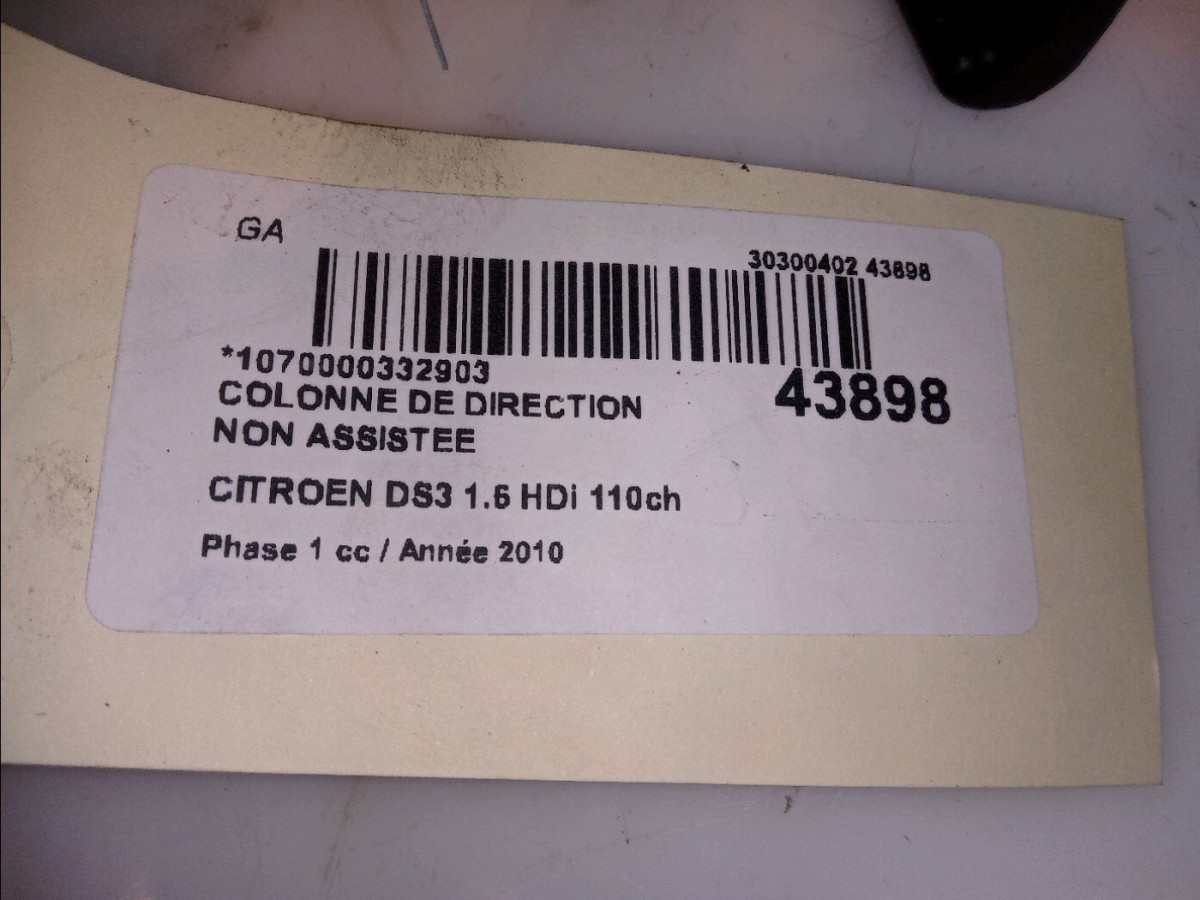 GA
30300402 43898
*1070000332903
43898
COLONNE DE DIRECTION
NON ASSISTEE
CITROEN DS3 1.6 HDi 110ch
Phase 1 cc / Année 2010